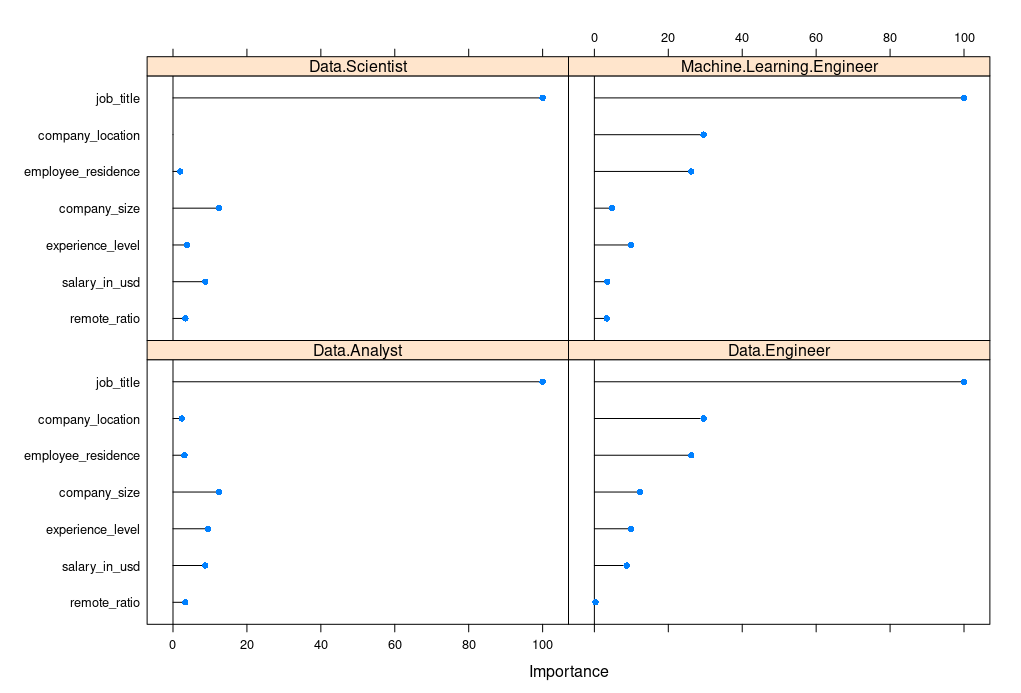 0 20 40 60 80 100
Data.Scientist Machine.Learning.Engineer
job_title
company_location
employee_residence
company_size
experience_level
salary_in_usd
remote_ratio
Data.Analyst Data.Engineer
job_title
company_location
employee_residence
company_size
experience_level
salary_in_usd
remote_ratio
0 20 40 60 80 100
Importance